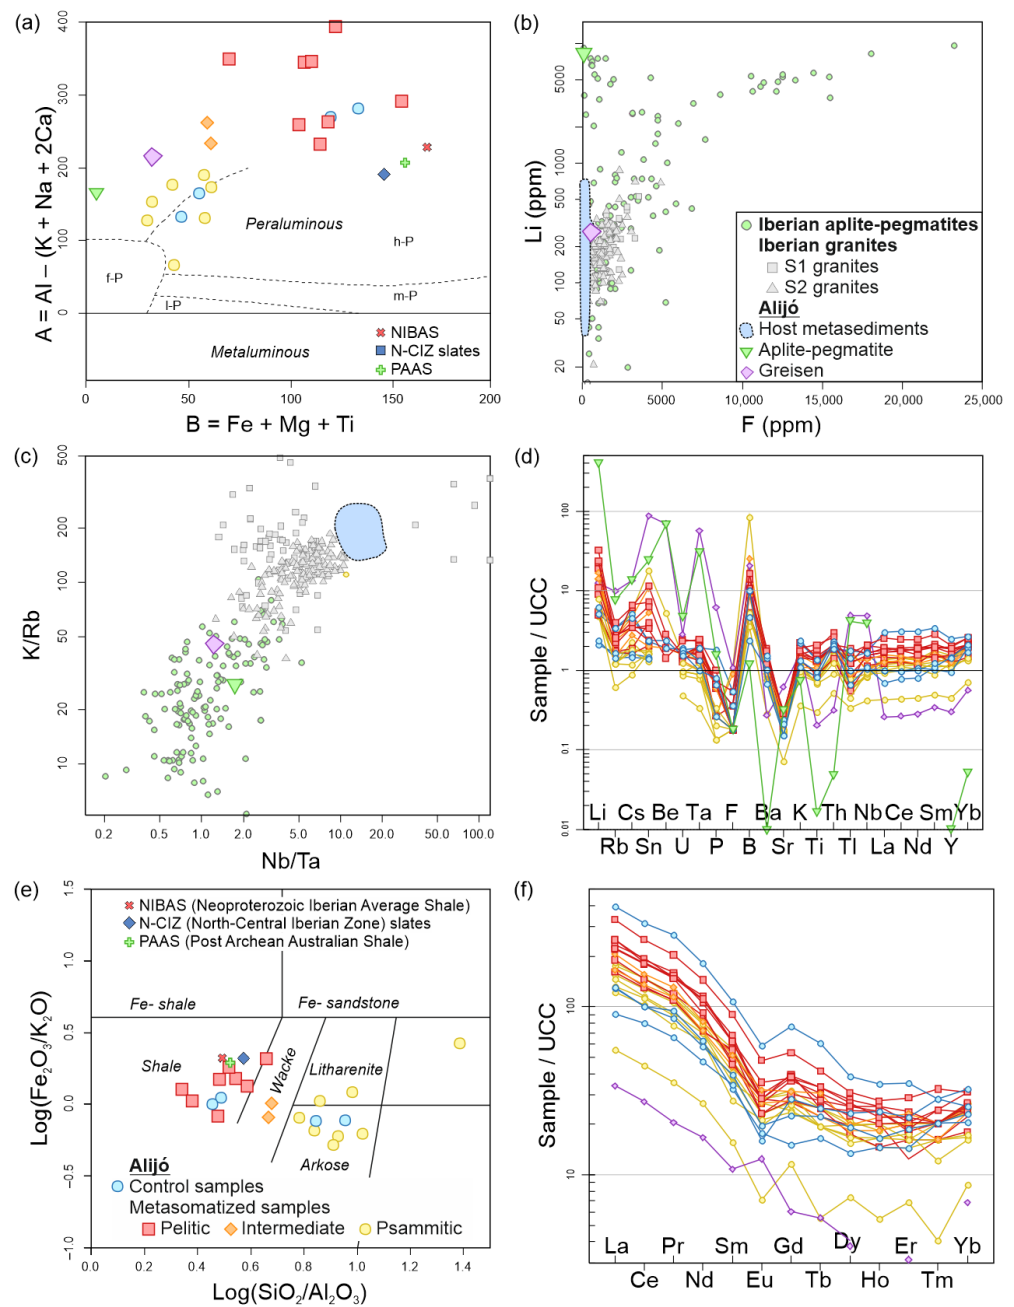 (a)
400
300
200
100
0
A = Al – (K + Na + 2Ca)
Peraluminous
h-P
f-P
m-P
l-P
Metaluminous
NIBAS
N-CIZ slates
PAAS
0 50 100 150 200
B = Fe + Mg + Ti
(b)
5000
2000
1000
500
200
100
50
20
Li (ppm)
Iberian aplite-pegmatites
Iberian granites
S1 granites
S2 granites
Alijó
Host metasediments
Aplite-pegmatite
Greisen
0 5000 10,000 15,000 20,000 25,000
F (ppm)
(c)
500
200
100
50
20
10
K/Rb
0.2 0.5 1.0 2.0 5.0 10.0 20.0 50.0 100.0
Nb/Ta
(d)
100
10
1
0.1
0.01
Sample / UCC
Li Cs Be Ta F Ba K Th Nb Ce Sm Yb
Rb Sn U P B Sr Ti Tl La Nd Y
(e)
1.5
1.0
0.5
0.0
−0.5
−1.0
Log(Fe2O3/K2O)
NIBAS (Neoproterozoic Iberian Average Shale)
N-CIZ (North-Central Iberian Zone) slates
PAAS (Post Archean Australian Shale)
Fe- shale
Fe- sandstone
Shale
Wacke
Litharenite
Arkose
Alijó
Control samples
Metasomatized samples
Pelitic
Intermediate
Psammitic
0.0 0.2 0.4 0.6 0.8 1.0 1.2 1.4
Log(SiO2/Al2O3)
(f)
100
10
Sample / UCC
La Pr Sm Gd Dy Er Yb
Ce Nd Eu Tb Ho Tm